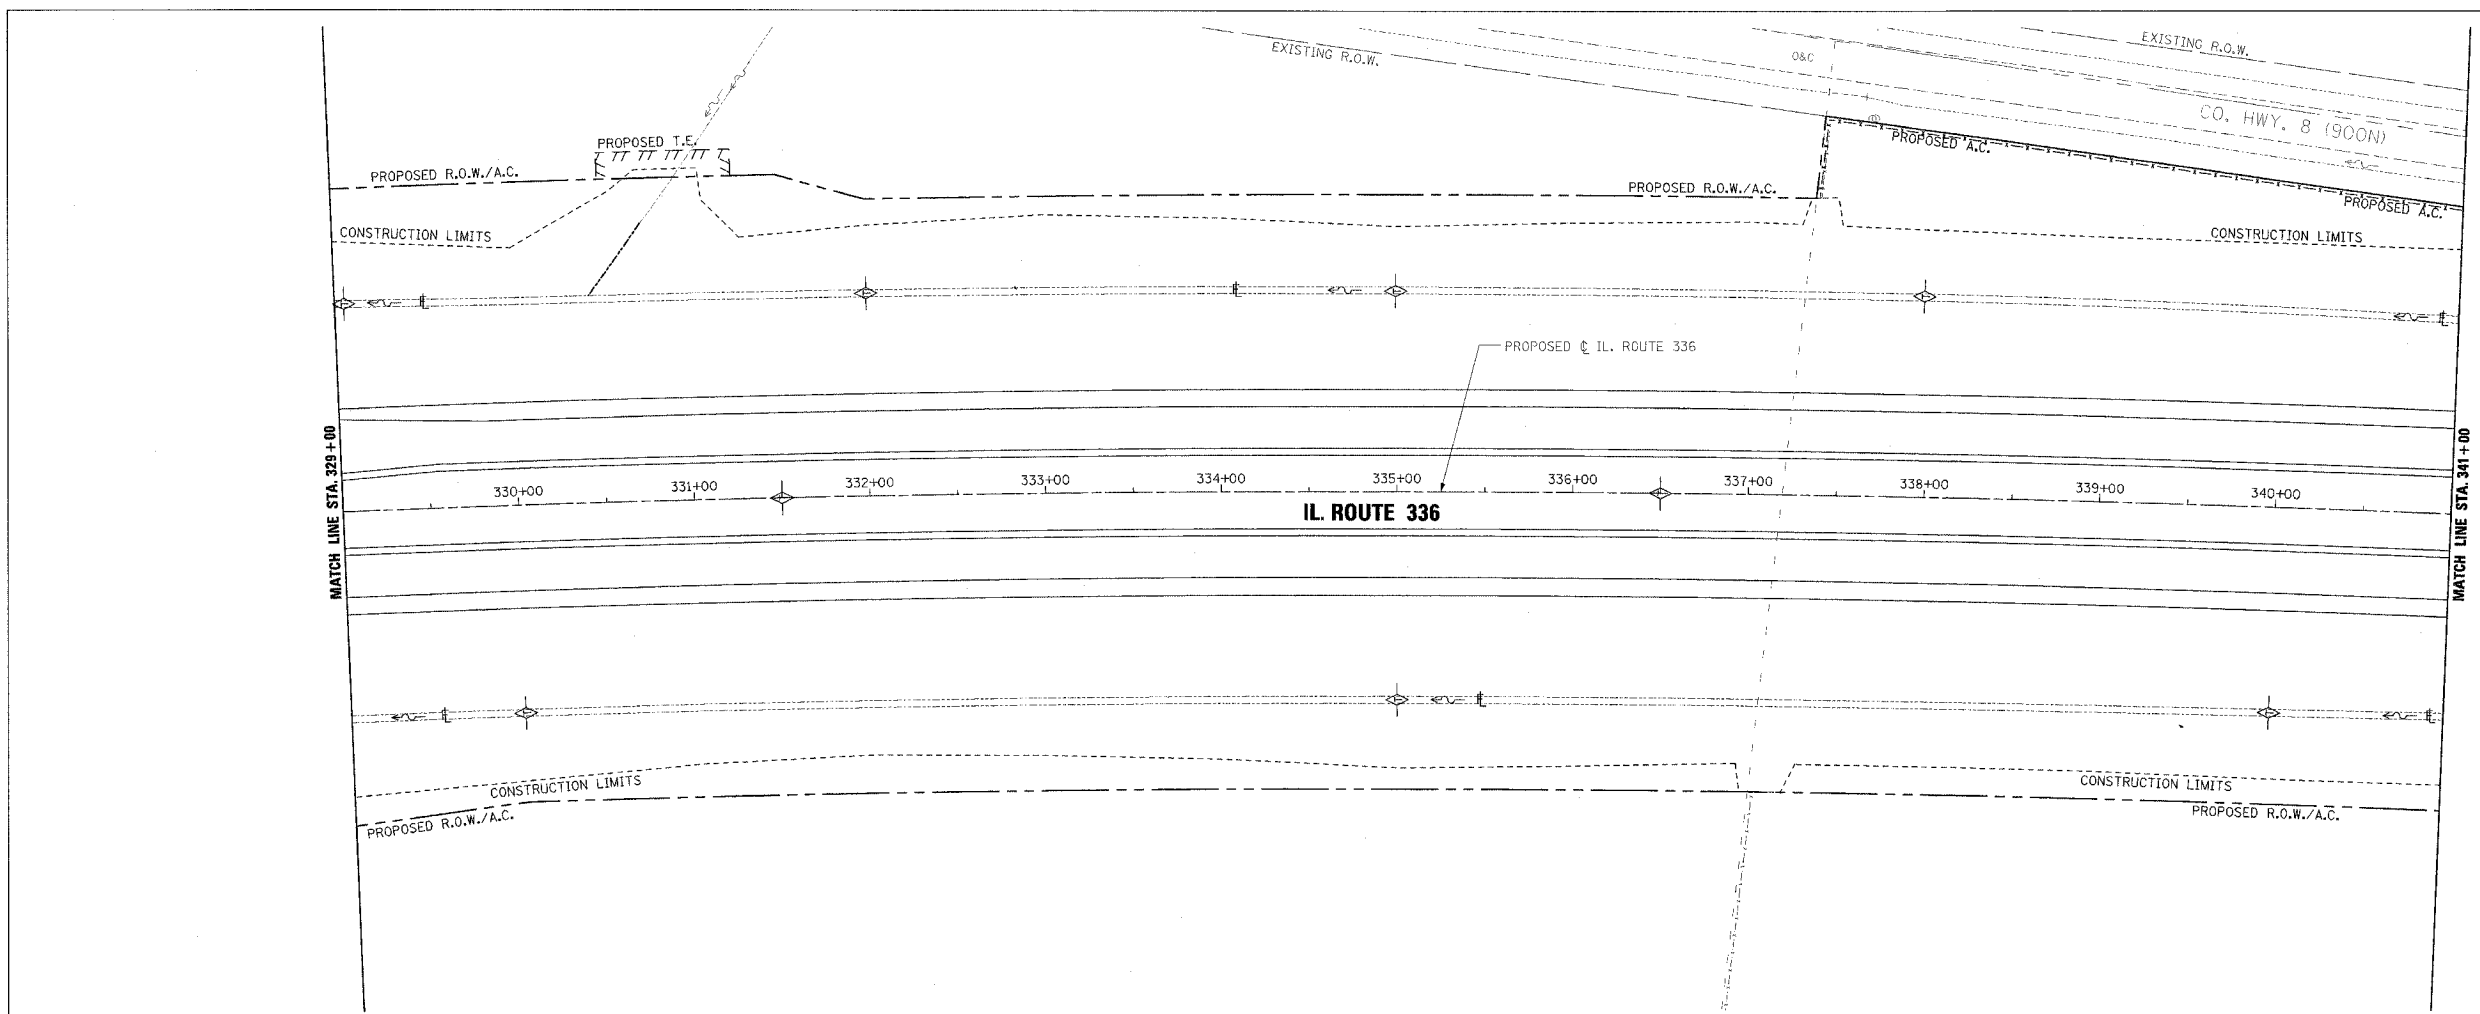 EXISTING R.O.W.
EXISTING R.O.W.
O&C
CO. HWY. 8 (900N)
PROPOSED T.E.
PROPOSED A.C.
PROPOSED R.O.W./A.C.
PROPOSED R.O.W./A.C.
PROPOSED A.C.
CONSTRUCTION LIMITS
CONSTRUCTION LIMITS
PROPOSED ℄ IL. ROUTE 336
MATCH LINE STA. 329+00
330+00
331+00
332+00
333+00
334+00
335+00
336+00
337+00
338+00
339+00
340+00
MATCH LINE STA. 341+00
IL. ROUTE 336
CONSTRUCTION LIMITS
CONSTRUCTION LIMITS
PROPOSED R.O.W./A.C.
PROPOSED R.O.W./A.C.